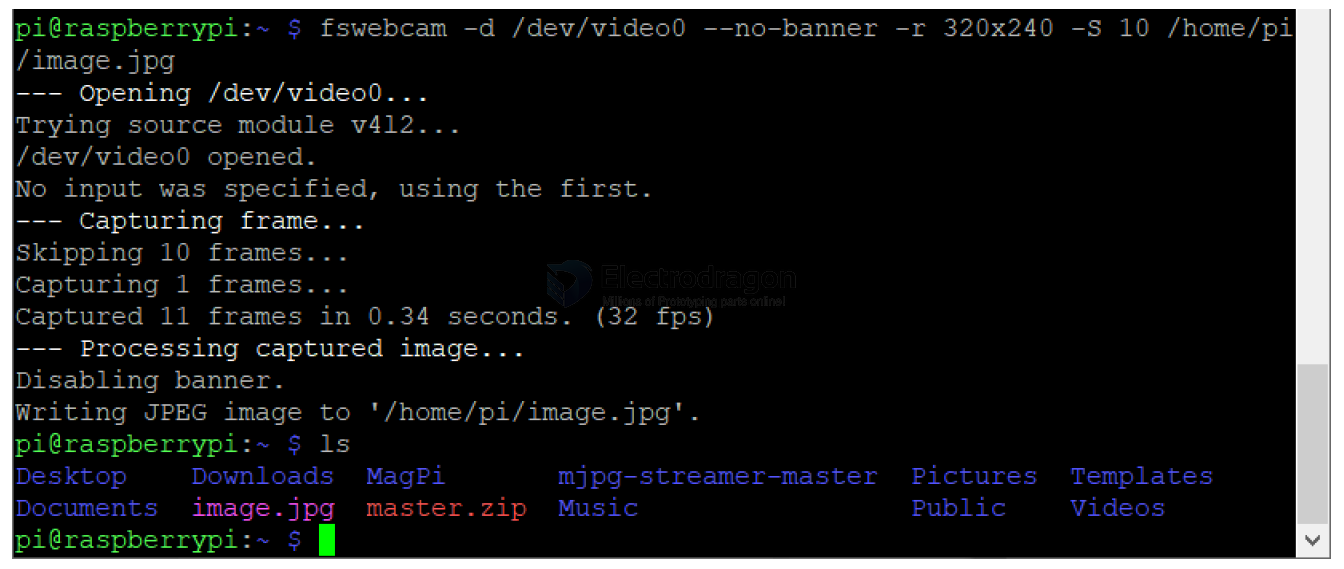 pi@raspberrypi:~ $ fswebcam -d /dev/video0 --no-banner -r 320x240 -S 10 /home/pi
/image.jpg
--- Opening /dev/video0...
Trying source module v4l2...
/dev/video0 opened.
No input was specified, using the first.
--- Capturing frame...
Skipping 10 frames...
Capturing 1 frames...
Electrodragon
Millions of Prototyping parts online!
Captured 11 frames in 0.34 seconds. (32 fps)
--- Processing captured image...
Disabling banner.
Writing JPEG image to '/home/pi/image.jpg'.
pi@raspberrypi:~ $ ls
Desktop    Downloads  MagPi       mjpg-streamer-master  Pictures  Templates
Documents  image.jpg  master.zip  Music                 Public    Videos
pi@raspberrypi:~ $